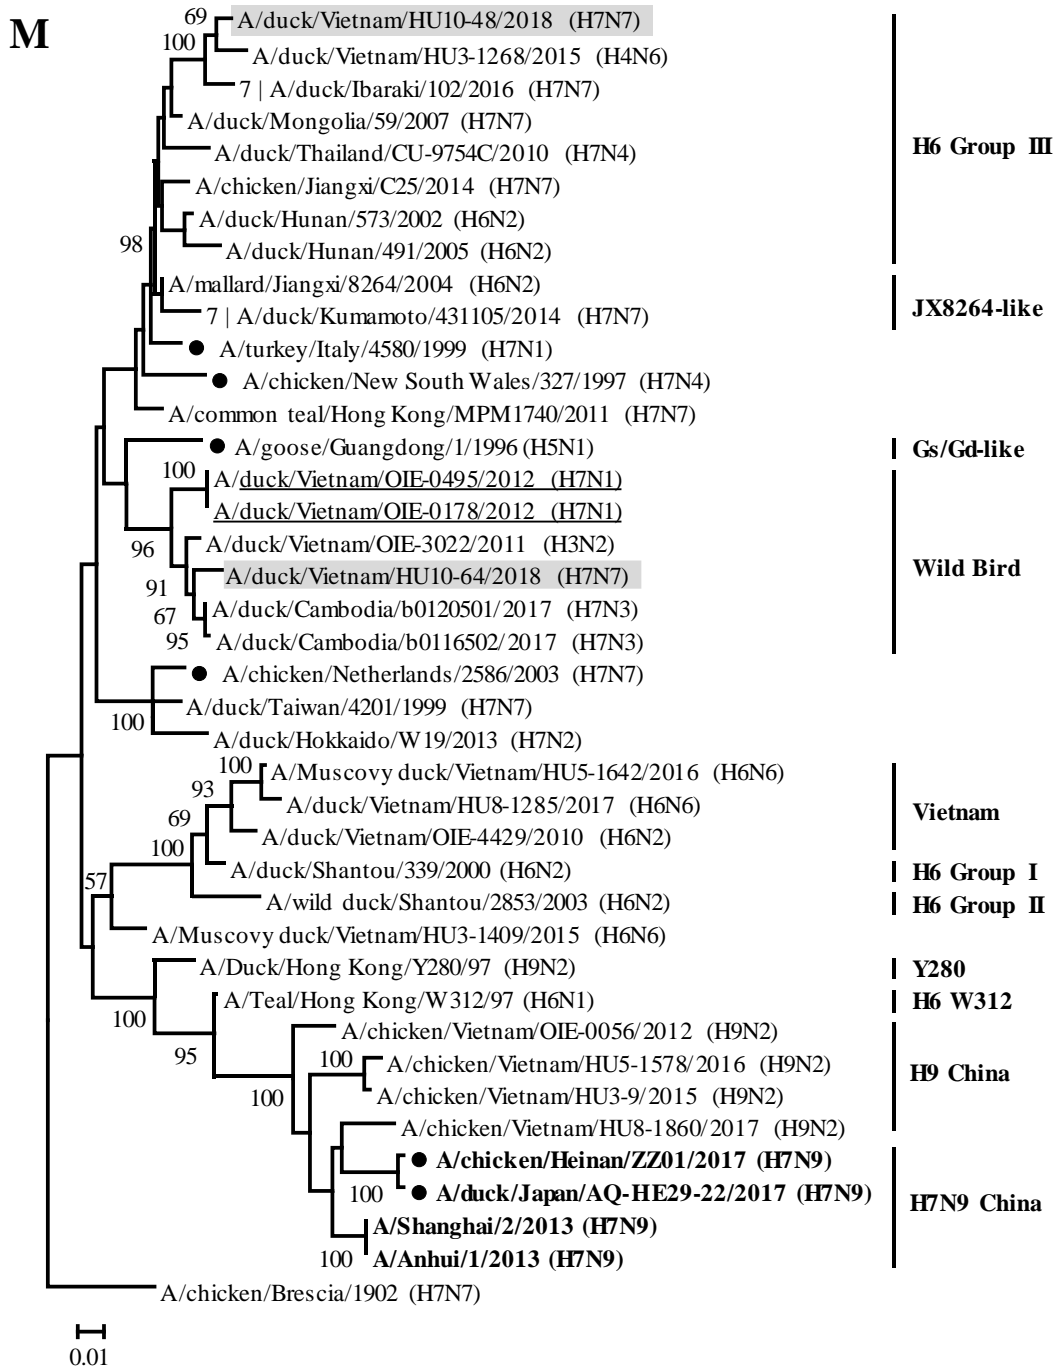 M
69
A/duck/Vietnam/HU10-48/2018 (H7N7)
100
A/duck/Vietnam/HU3-1268/2015 (H4N6)
7 | A/duck/Ibaraki/102/2016 (H7N7)
A/duck/Mongolia/59/2007 (H7N7)
H6 Group III
A/duck/Thailand/CU-9754C/2010 (H7N4)
A/chicken/Jiangxi/C25/2014 (H7N7)
A/duck/Hunan/573/2002 (H6N2)
98
A/duck/Hunan/491/2005 (H6N2)
A/mallard/Jiangxi/8264/2004 (H6N2)
JX8264-like
7 | A/duck/Kumamoto/431105/2014 (H7N7)
● A/turkey/Italy/4580/1999 (H7N1)
● A/chicken/New South Wales/327/1997 (H7N4)
A/common teal/Hong Kong/MPM1740/2011 (H7N7)
● A/goose/Guangdong/1/1996 (H5N1)
Gs/Gd-like
100
A/duck/Vietnam/OIE-0495/2012 (H7N1)
A/duck/Vietnam/OIE-0178/2012 (H7N1)
96
A/duck/Vietnam/OIE-3022/2011 (H3N2)
Wild Bird
91
A/duck/Vietnam/HU10-64/2018 (H7N7)
67
A/duck/Cambodia/b0120501/2017 (H7N3)
95
A/duck/Cambodia/b0116502/2017 (H7N3)
● A/chicken/Netherlands/2586/2003 (H7N7)
A/duck/Taiwan/4201/1999 (H7N7)
100
A/duck/Hokkaido/W19/2013 (H7N2)
100
A/Muscovy duck/Vietnam/HU5-1642/2016 (H6N6)
93
A/duck/Vietnam/HU8-1285/2017 (H6N6)
Vietnam
69
A/duck/Vietnam/OIE-4429/2010 (H6N2)
100
A/duck/Shantou/339/2000 (H6N2)
H6 Group I
57
A/wild duck/Shantou/2853/2003 (H6N2)
H6 Group II
A/Muscovy duck/Vietnam/HU3-1409/2015 (H6N6)
A/Duck/Hong Kong/Y280/97 (H9N2)
Y280
A/Teal/Hong Kong/W312/97 (H6N1)
H6 W312
100
A/chicken/Vietnam/OIE-0056/2012 (H9N2)
95
100
A/chicken/Vietnam/HU5-1578/2016 (H9N2)
H9 China
100
A/chicken/Vietnam/HU3-9/2015 (H9N2)
A/chicken/Vietnam/HU8-1860/2017 (H9N2)
● A/chicken/Heinan/ZZ01/2017 (H7N9)
100
● A/duck/Japan/AQ-HE29-22/2017 (H7N9)
H7N9 China
A/Shanghai/2/2013 (H7N9)
100
A/Anhui/1/2013 (H7N9)
A/chicken/Brescia/1902 (H7N7)
0.01